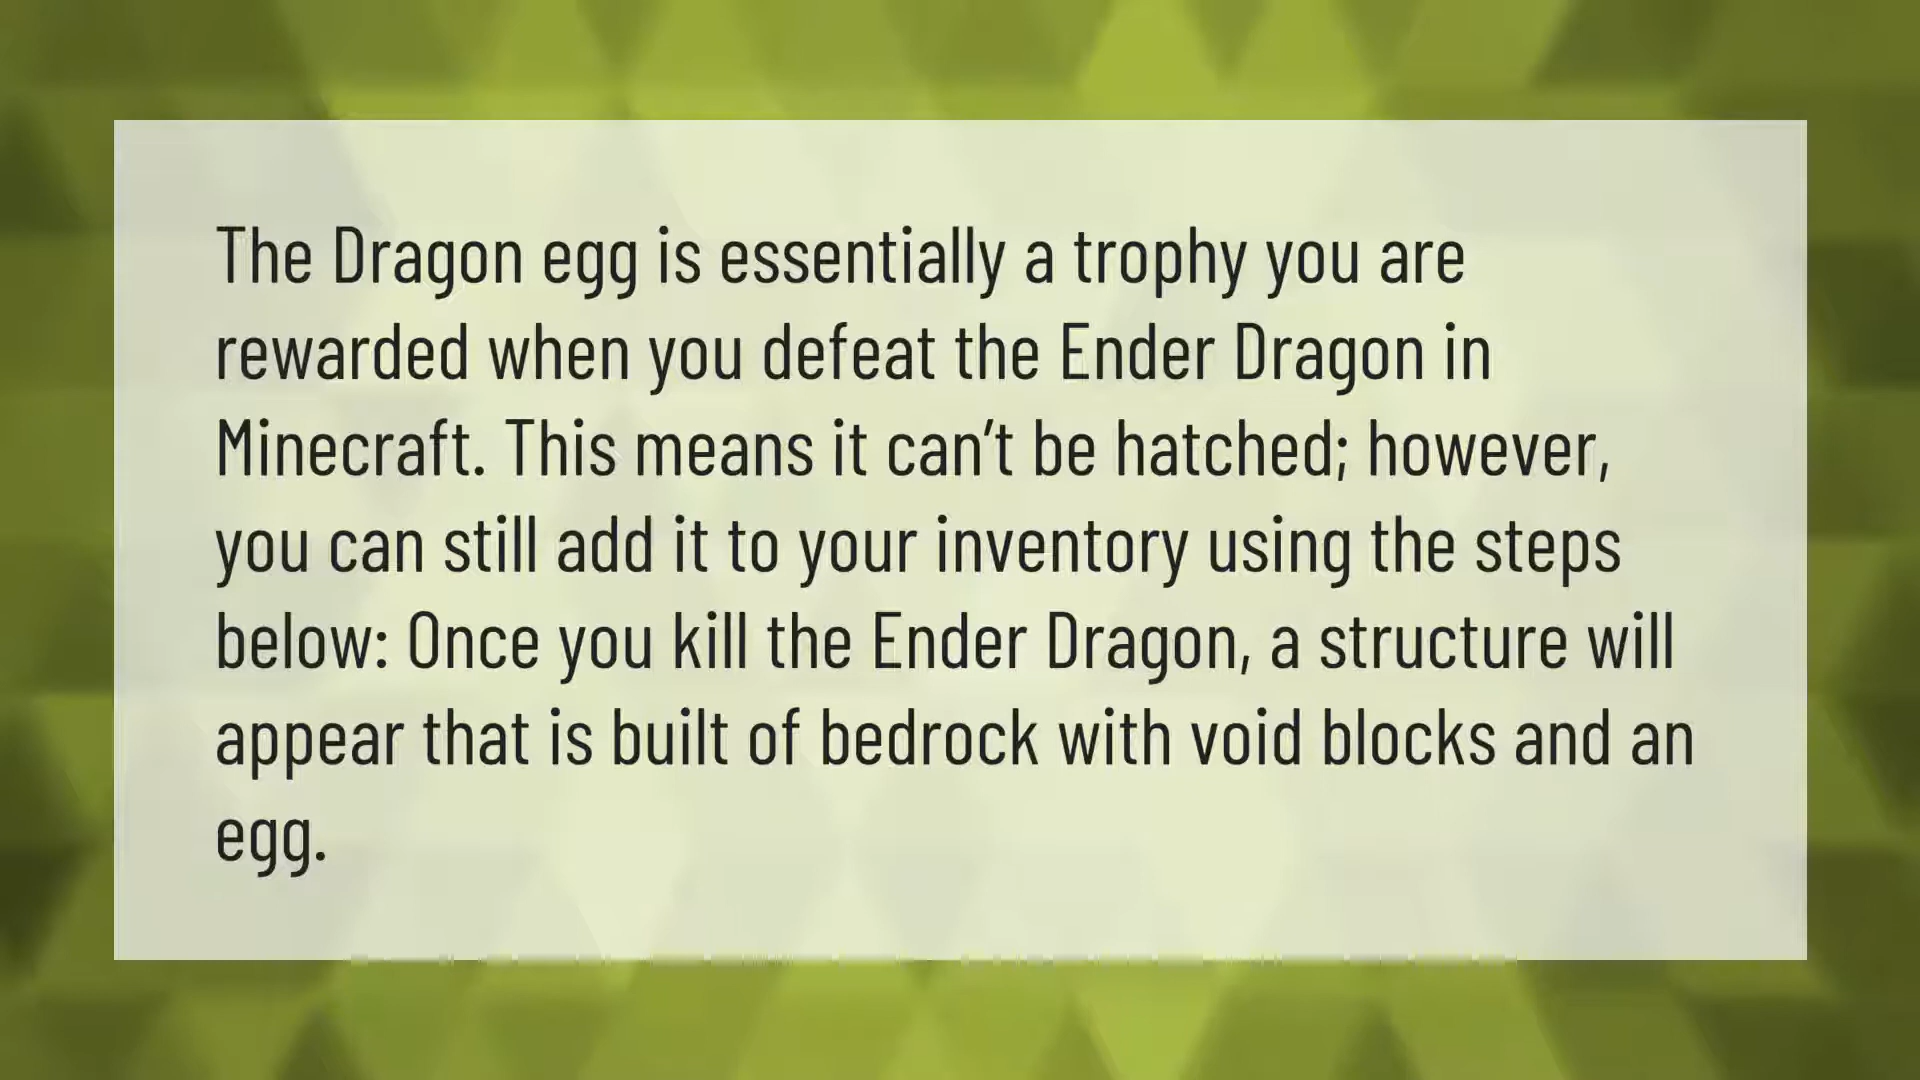 The Dragon egg is essentially a trophy you are
rewarded when you defeat the Ender Dragon in
Minecraft. This means it can’t be hatched; however,
you can still add it to your inventory using the steps
below: Once you kill the Ender Dragon, a structure will
appear that is built of bedrock with void blocks and an
egg.